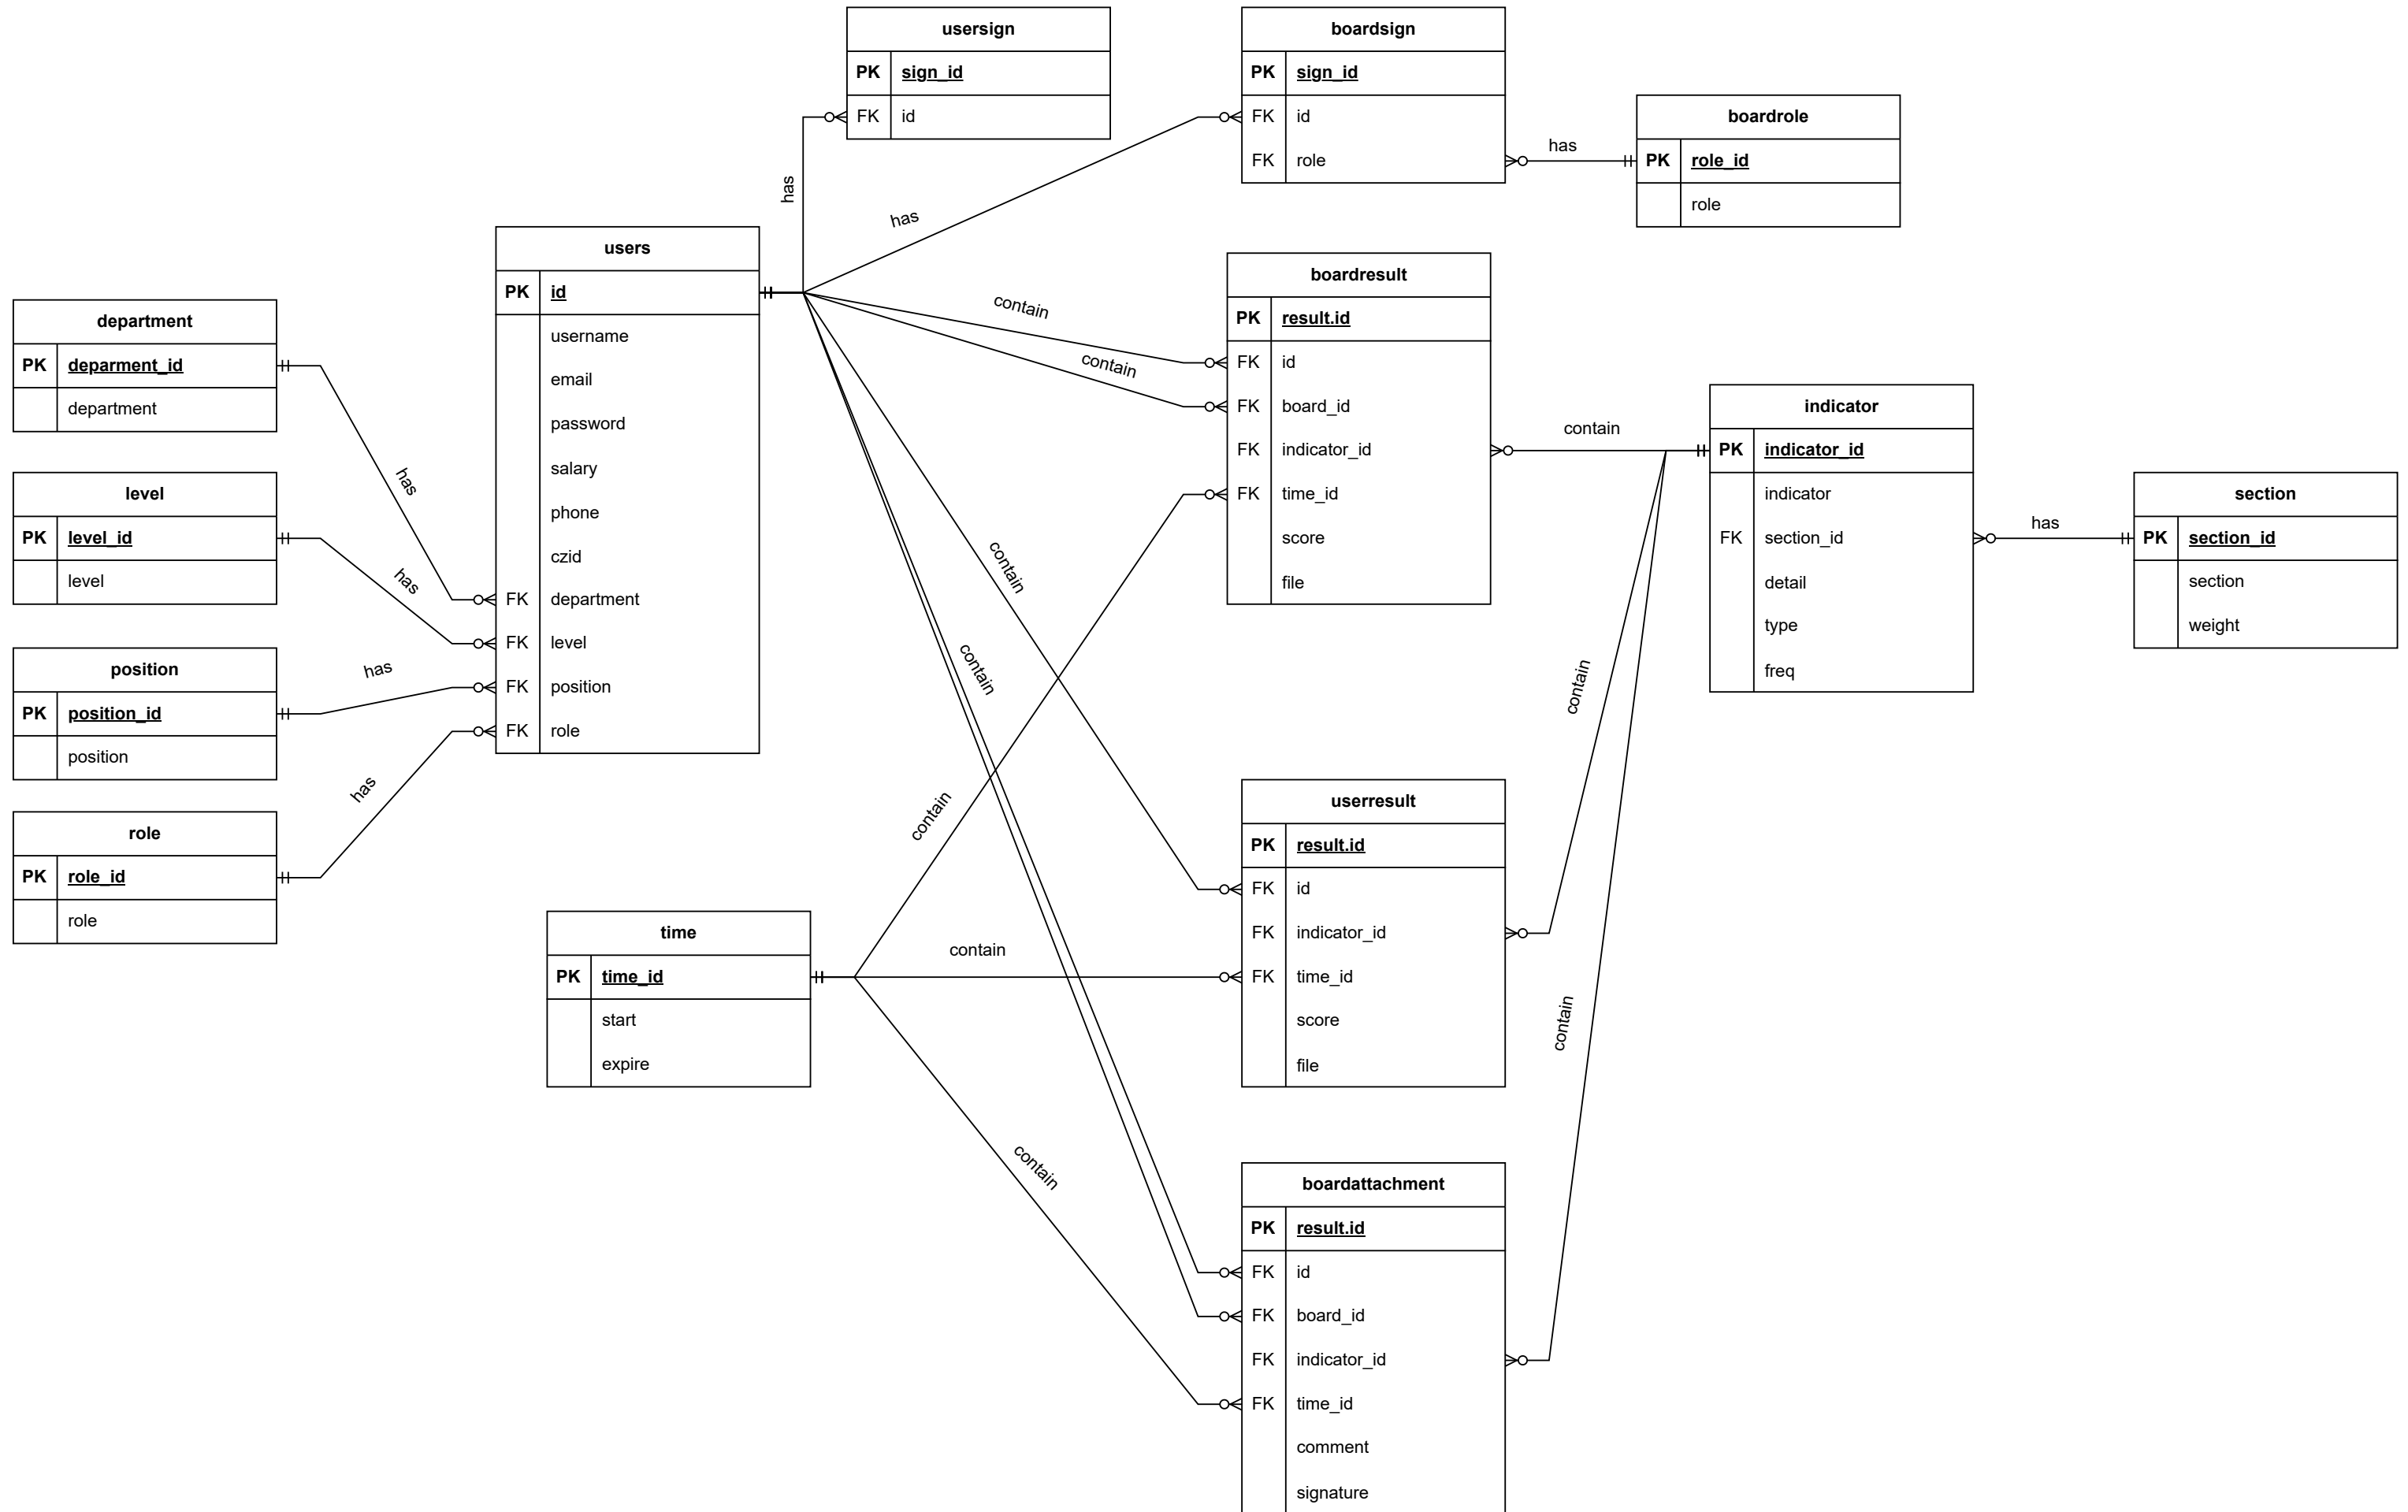 usersign
PK sign_id
FK id
boardsign
PK sign_id
FK id
FK role
boardrole
PK role_id
role
has
has
has
users
PK id
username
email
password
salary
phone
czid
FK department
FK level
FK position
FK role
department
PK deparment_id
department
level
PK level_id
level
position
PK position_id
position
role
PK role_id
role
has
has
has
has
boardresult
PK result.id
FK id
FK board_id
FK indicator_id
FK time_id
score
file
contain
contain
contain
contain
contain
contain
contain
contain
contain
contain
indicator
PK indicator_id
indicator
FK section_id
detail
type
freq
has
section
PK section_id
section
weight
userresult
PK result.id
FK id
FK indicator_id
FK time_id
score
file
time
PK time_id
start
expire
boardattachment
PK result.id
FK id
FK board_id
FK indicator_id
FK time_id
comment
signature